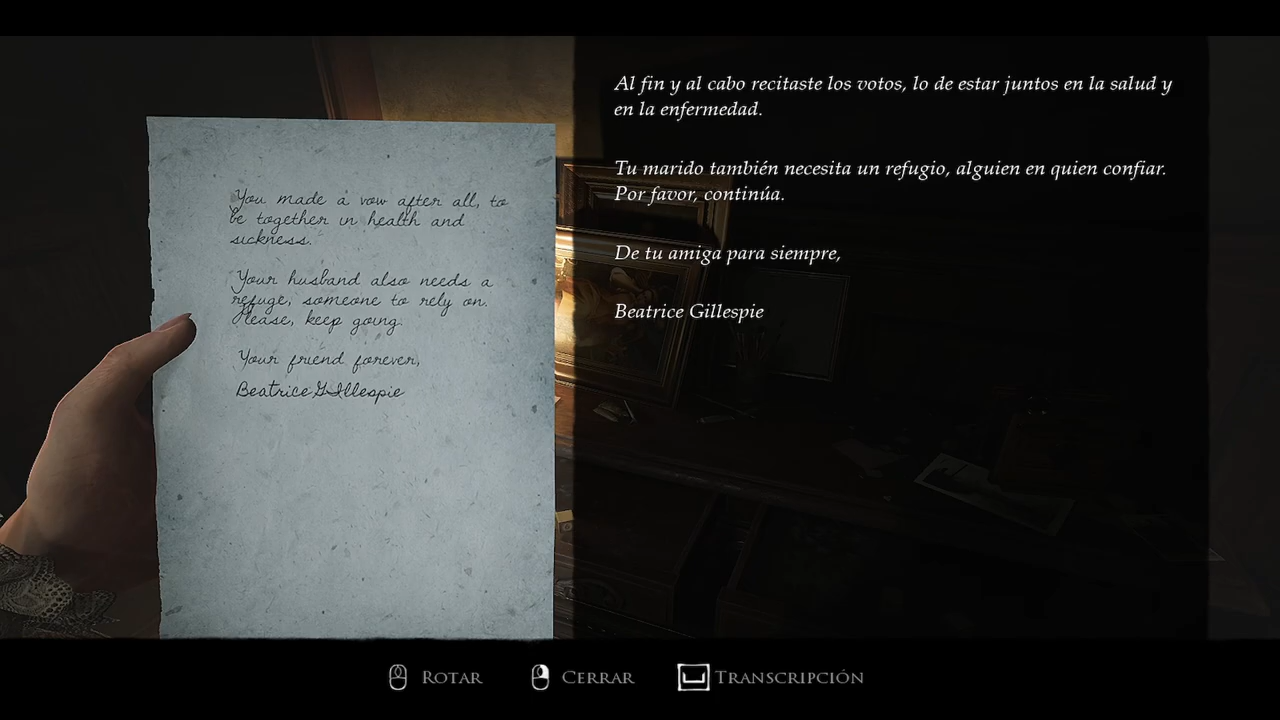 You made a vow after all, to
be together in health and
sickness.
Your husband also needs a
refuge, someone to rely on.
Please, keep going.
Your friend forever,
Beatrice Gillespie
Al fin y al cabo recitaste los votos, lo de estar juntos en la salud y
en la enfermedad.
Tu marido también necesita un refugio, alguien en quien confiar.
Por favor, continúa.
De tu amiga para siempre,
Beatrice Gillespie
Rotar
Cerrar
Transcripción